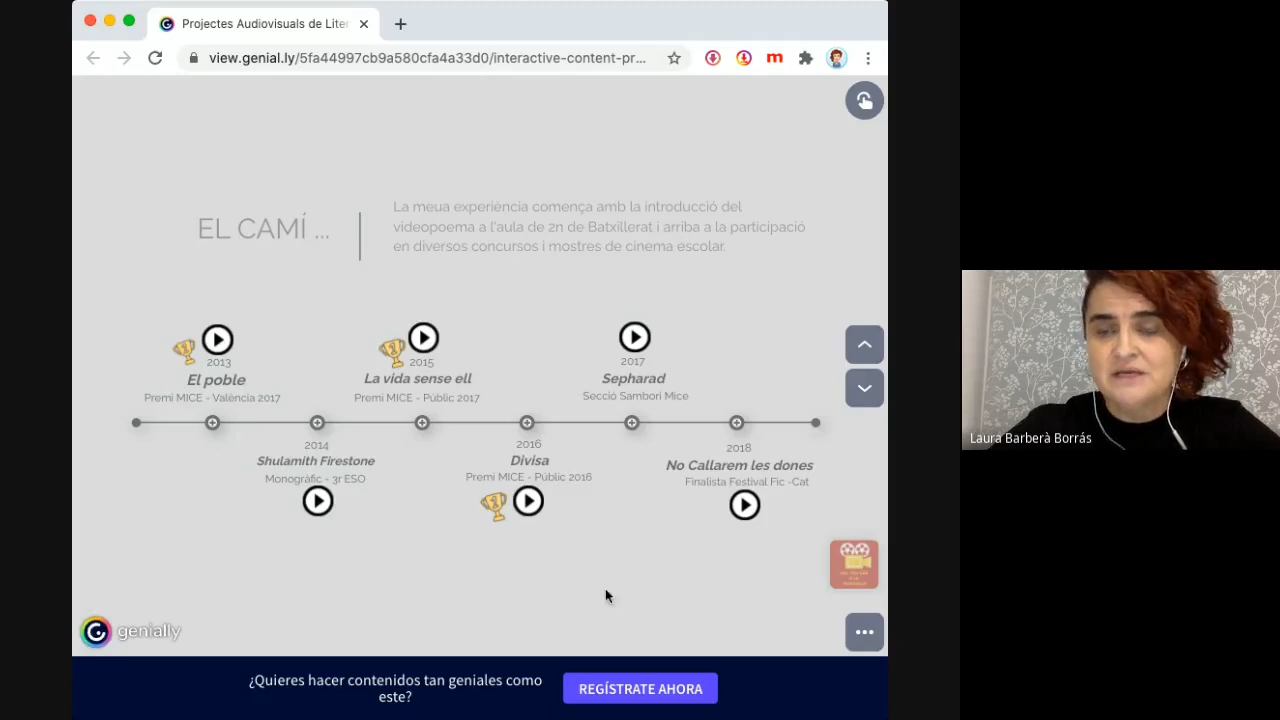 Projectes Audiovisuals de Liter
view.genial.ly/5fa44997cb9a580cfa4a33d0/interactive-content-pr...
m
EL CAMÍ ...
La meua experiència comença amb la introducció del
videopoema a l'aula de 2n de Batxillerat i arriba a la participació
en diversos concursos i mostres de cinema escolar.
2013
El poble
Premi MICE - València 2017
2015
La vida sense ell
Premi MICE - Públic 2017
2017
Sepharad
Secció Sambori Mice
2014
Shulamith Firestone
Monogràfic - 3r ESO
2016
Divisa
Premi MICE - Públic 2016
2018
No Callarem les dones
Finalista Festival Fic -Cat
genially
¿Quieres hacer contenidos tan geniales como
este?
REGÍSTRATE AHORA
Laura Barberà Borrás